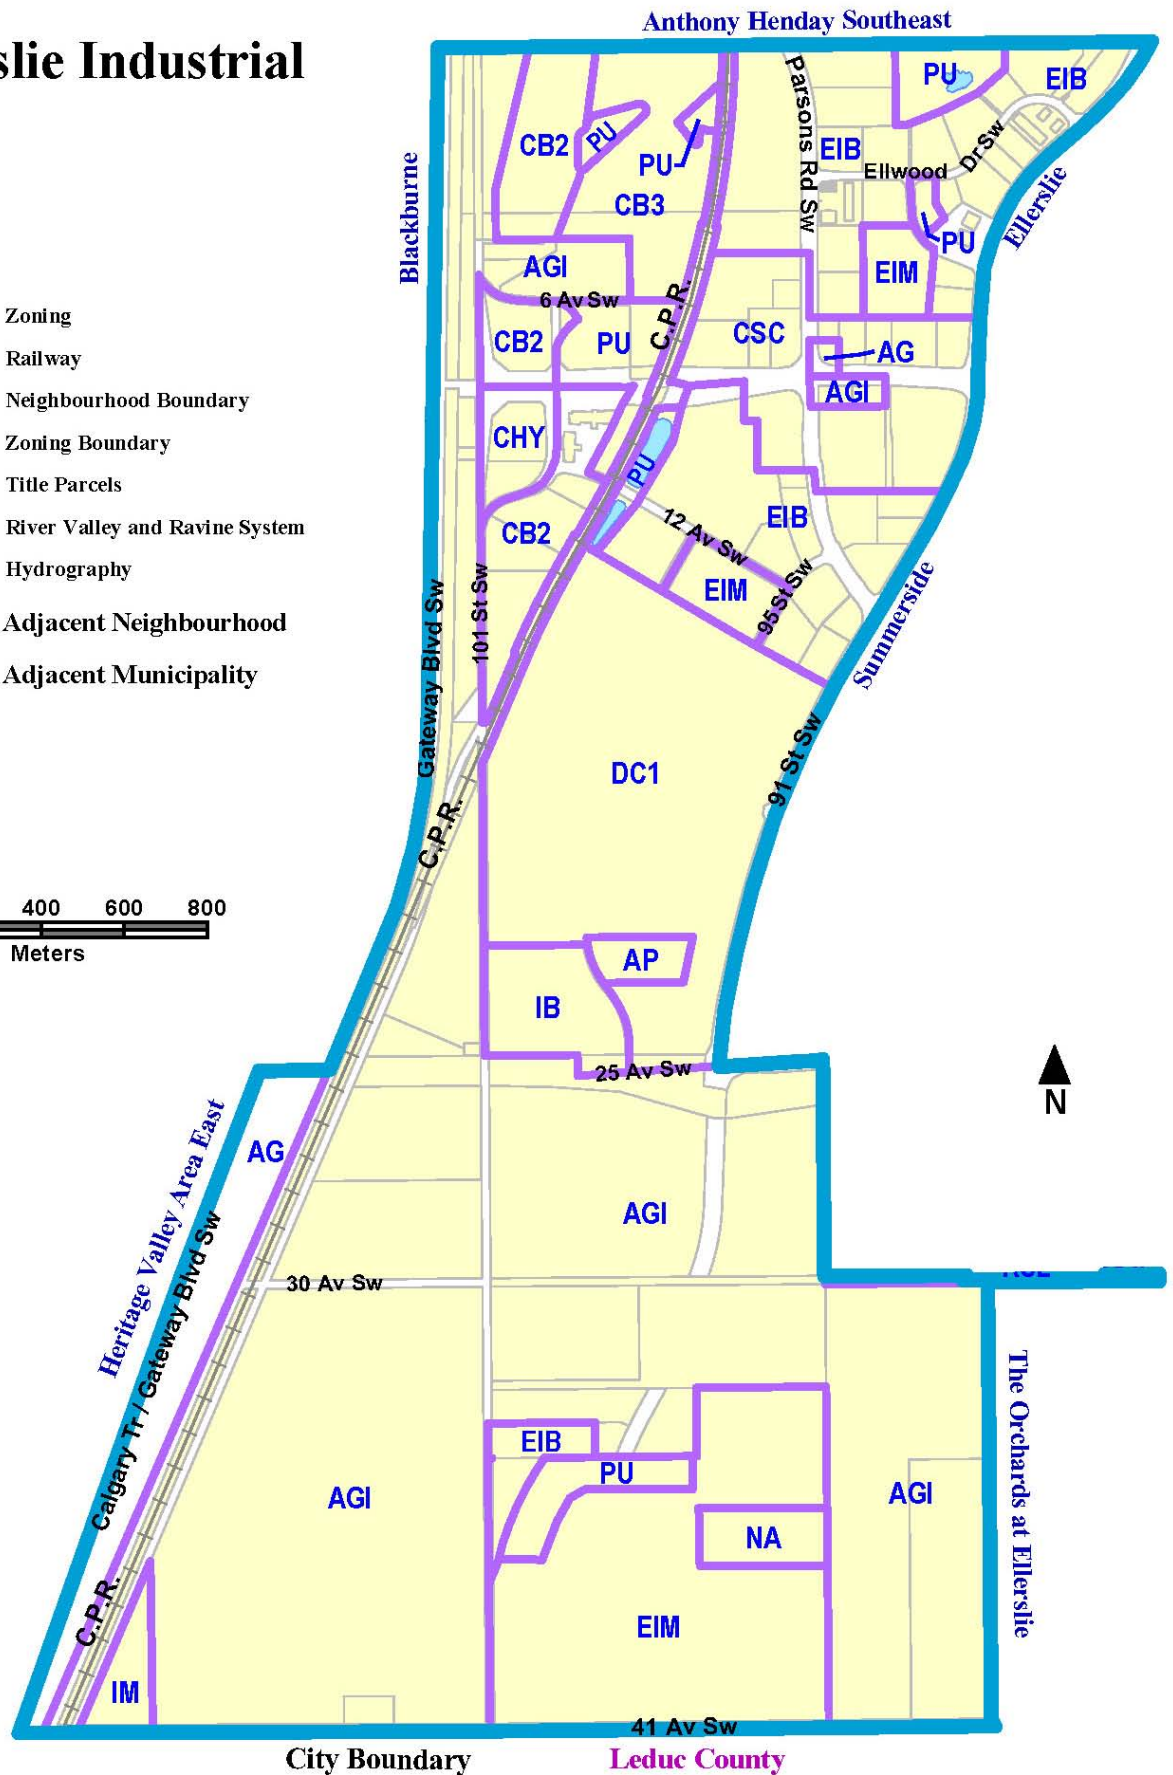 Anthony Henday Southeast
slie Industrial
Parsons Rd Sw
PU
EIB
CB2
PU
PU
CB3
EIB
Ellwood
Dr Sw
Blackburne
Ellerslie
PU
EIM
AGI
6 Av Sw
C.P.R.
CB2
PU
CSC
AG
AGI
Zoning
Railway
Neighbourhood Boundary
Zoning Boundary
Title Parcels
River Valley and Ravine System
Hydrography
Adjacent Neighbourhood
Adjacent Municipality
CHY
PU
CB2
12 Av Sw
EIB
EIM
95 St Sw
Summerside
101 St Sw
Gateway Blvd Sw
91 St Sw
DC1
C.P.R.
400 600 800
Meters
AP
IB
25 Av Sw
N
AG
Heritage Valley Area East
AGI
Calgary Tr / Gateway Blvd Sw
30 Av Sw
The Orchards at Ellerslie
EIB
PU
AGI
AGI
NA
C.P.R.
EIM
IM
41 Av Sw
City Boundary
Leduc County